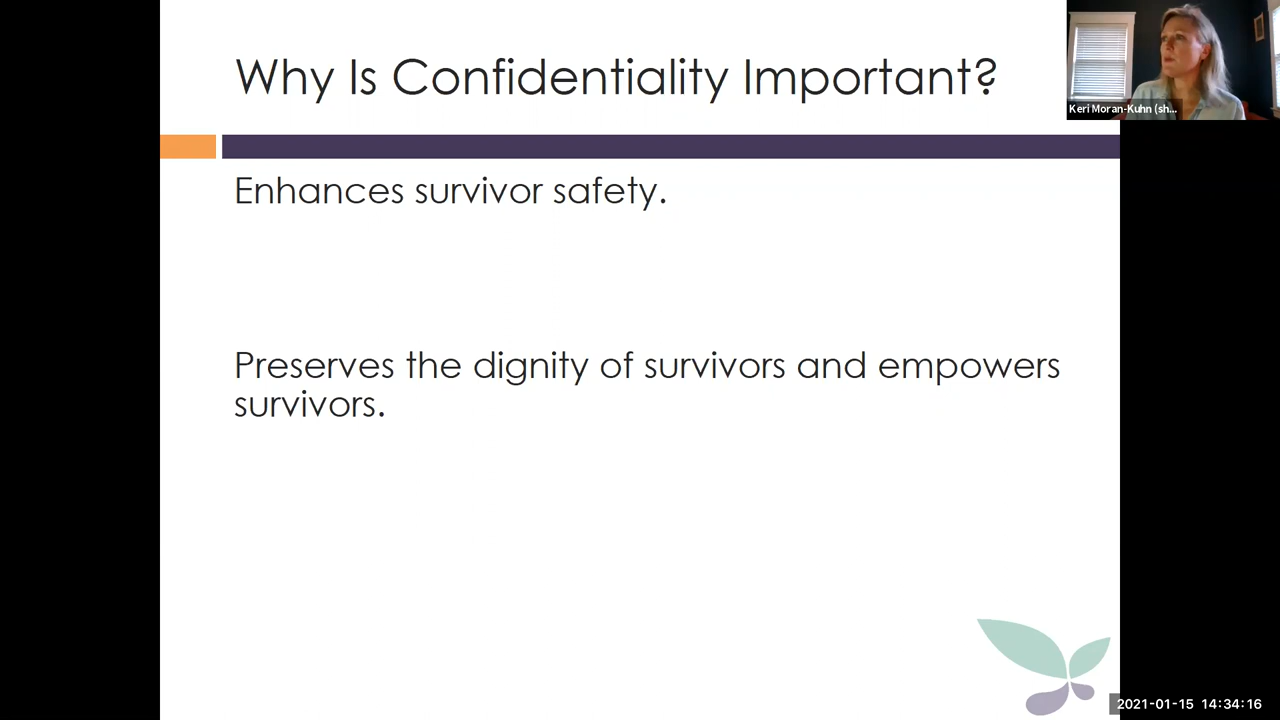 Why Is Confidentiality Important?
Keri Moran-Kuhn (sh...
Enhances survivor safety.
Preserves the dignity of survivors and empowers
survivors.
2021-01-15 14:34:16